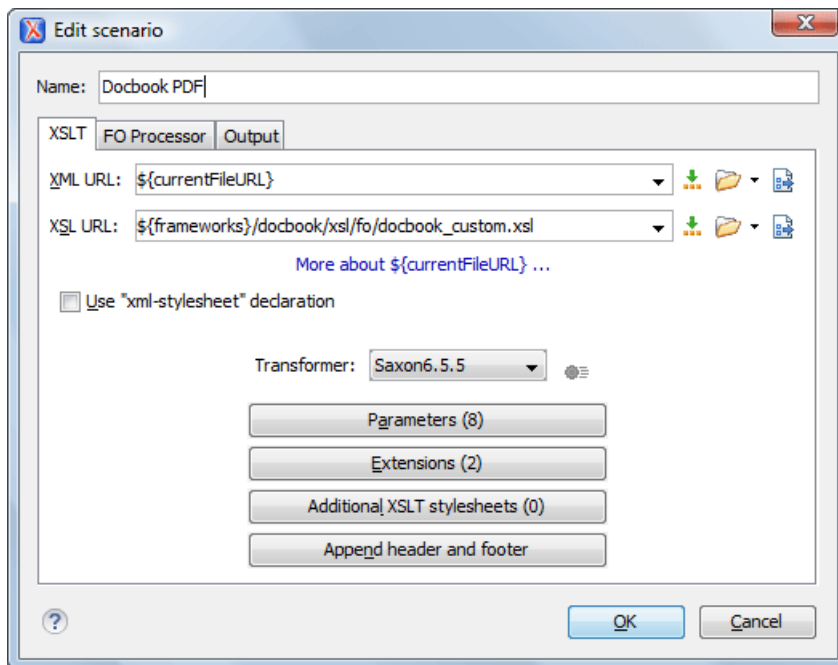 Edit scenario
Name: Docbook PDF
XSLT FO Processor Output
XML URL: ${currentFileURL}
XSL URL: ${frameworks}/docbook/xsl/fo/docbook_custom.xsl
More about ${currentFileURL} ...
Use "xml-stylesheet" declaration
Transformer: Saxon6.5.5
Parameters (8)
Extensions (2)
Additional XSLT stylesheets (0)
Append header and footer
? OK Cancel